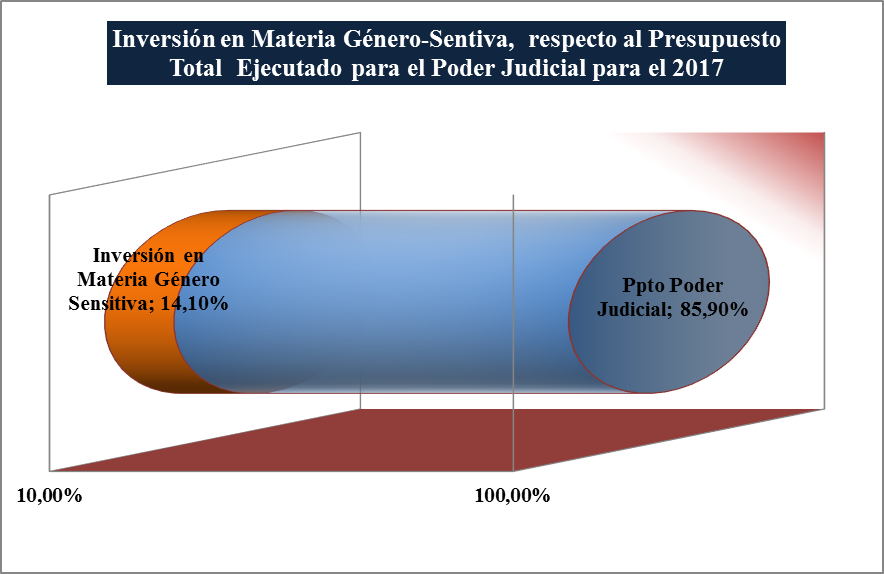 Inversión en Materia Género-Sentiva, respecto al Presupuesto
Total Ejecutado para el Poder Judicial para el 2017
Inversión en
Materia Género
Sensitiva; 14,10%
Ppto Poder
Judicial; 85,90%
10,00%
100,00%